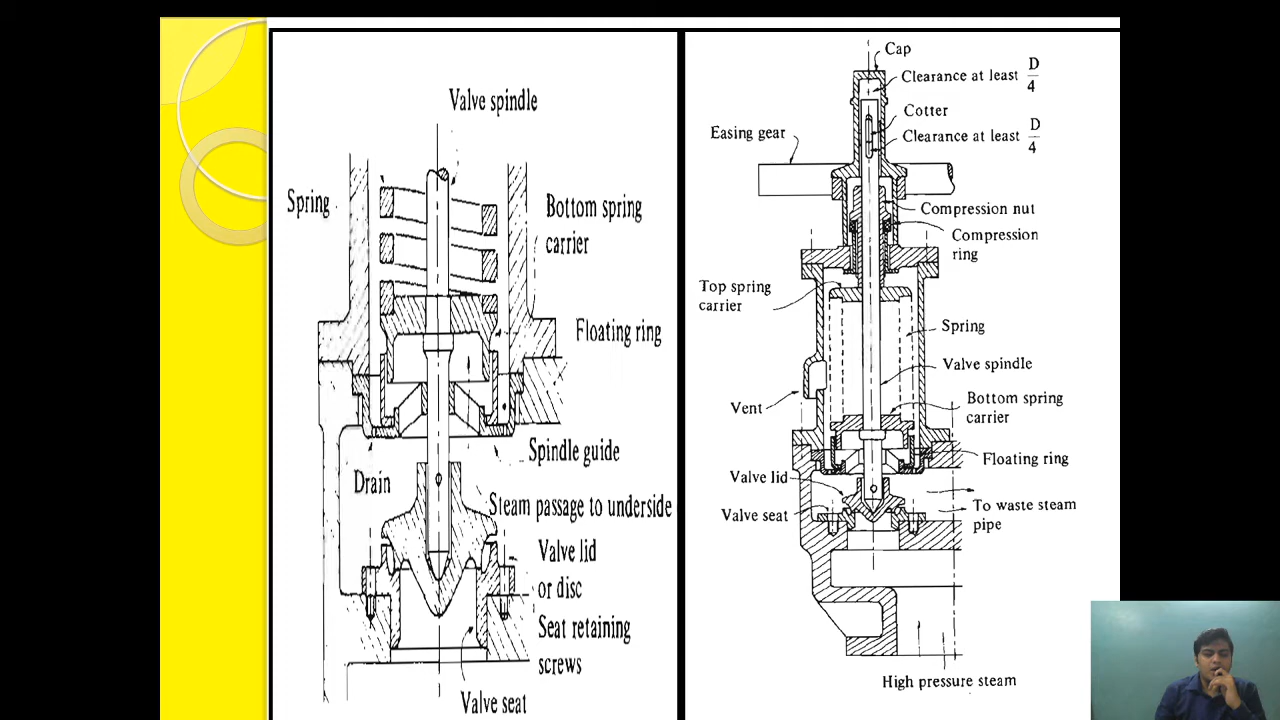 Valve spindle
Spring
Bottom spring
carrier
Floating ring
Spindle guide
Drain
Steam passage to underside
Valve lid
or disc
Seat retaining
screws
Valve seat
Cap
Clearance at least D/4
Cotter
Clearance at least D/4
Easing gear
Compression nut
Compression
ring
Top spring
carrier
Spring
Valve spindle
Vent
Bottom spring
carrier
Floating ring
Valve lid
Valve seat
To waste steam
pipe
High pressure steam